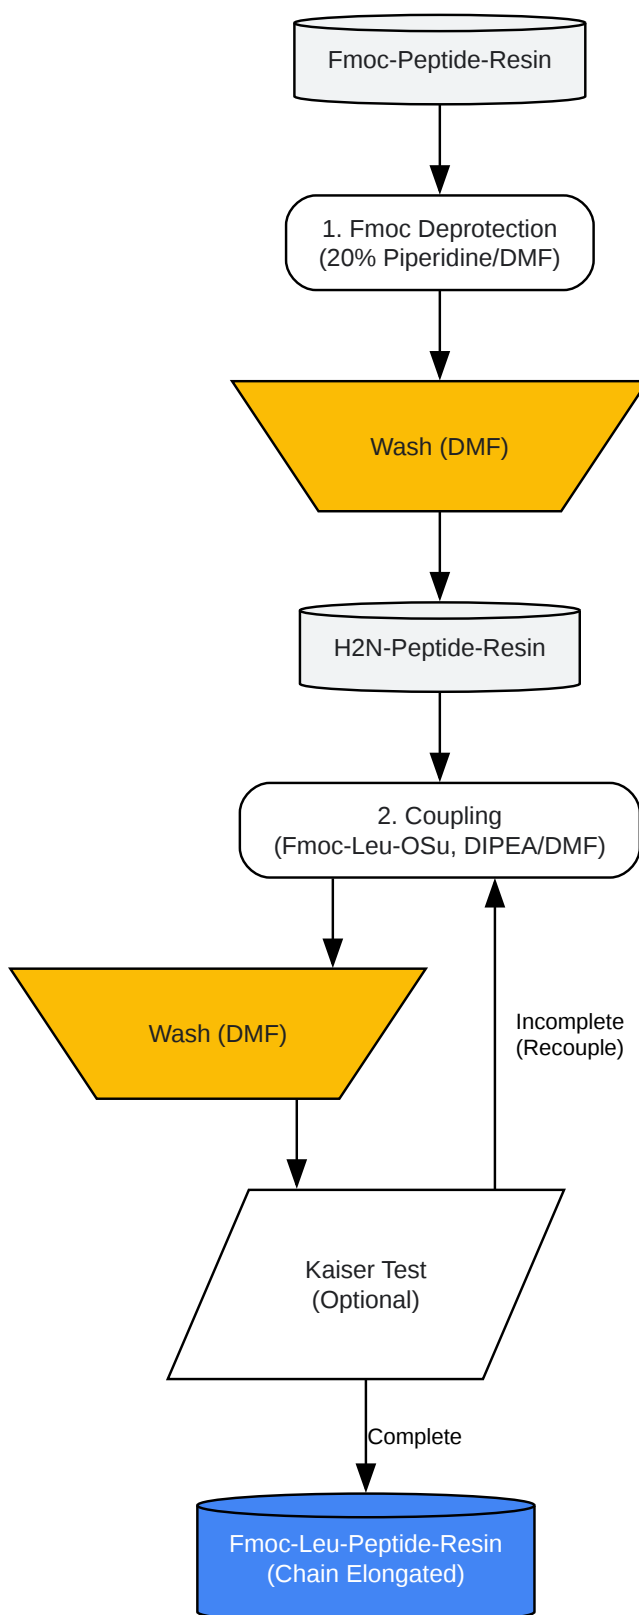 Fmoc-Peptide-Resin
1. Fmoc Deprotection
(20% Piperidine/DMF)
Wash (DMF)
H2N-Peptide-Resin
2. Coupling
(Fmoc-Leu-OSu, DIPEA/DMF)
Wash (DMF)
Incomplete
(Recouple)
Kaiser Test
(Optional)
Complete
Fmoc-Leu-Peptide-Resin
(Chain Elongated)